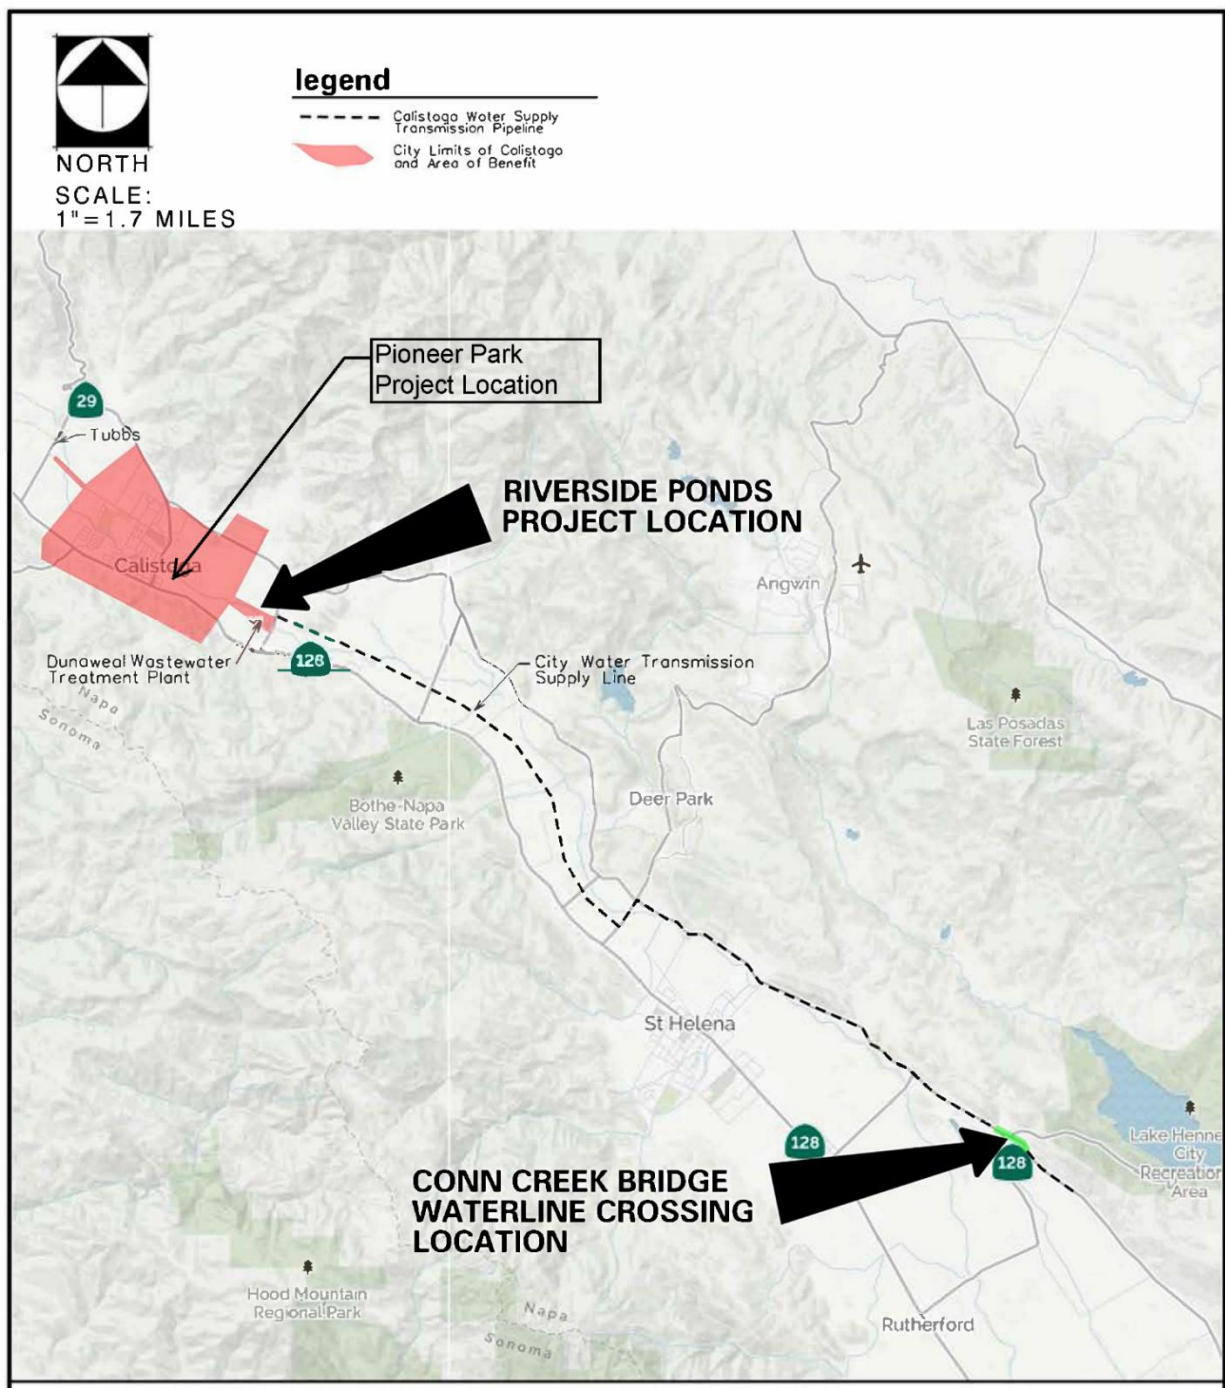 NORTH
SCALE:
1"=1.7 MILES
legend
Calistoga Water Supply
Transmission Pipeline
City Limits of Calistoga
and Area of Benefit
Pioneer Park
Project Location
29
Tubbs
RIVERSIDE PONDS
PROJECT LOCATION
Calistoga
Angwin
Dunaweal Wastewater
Treatment Plant
128
City Water Transmission
Supply Line
Napa
Sonoma
Las Posadas
State Forest
Bothe-Napa
Valley State Park
Deer Park
St Helena
128
128
Lake Henne
City
Recreation
Area
CONN CREEK BRIDGE
WATERLINE CROSSING
LOCATION
Hood Mountain
Regional Park
Napa
Sonoma
Rutherford